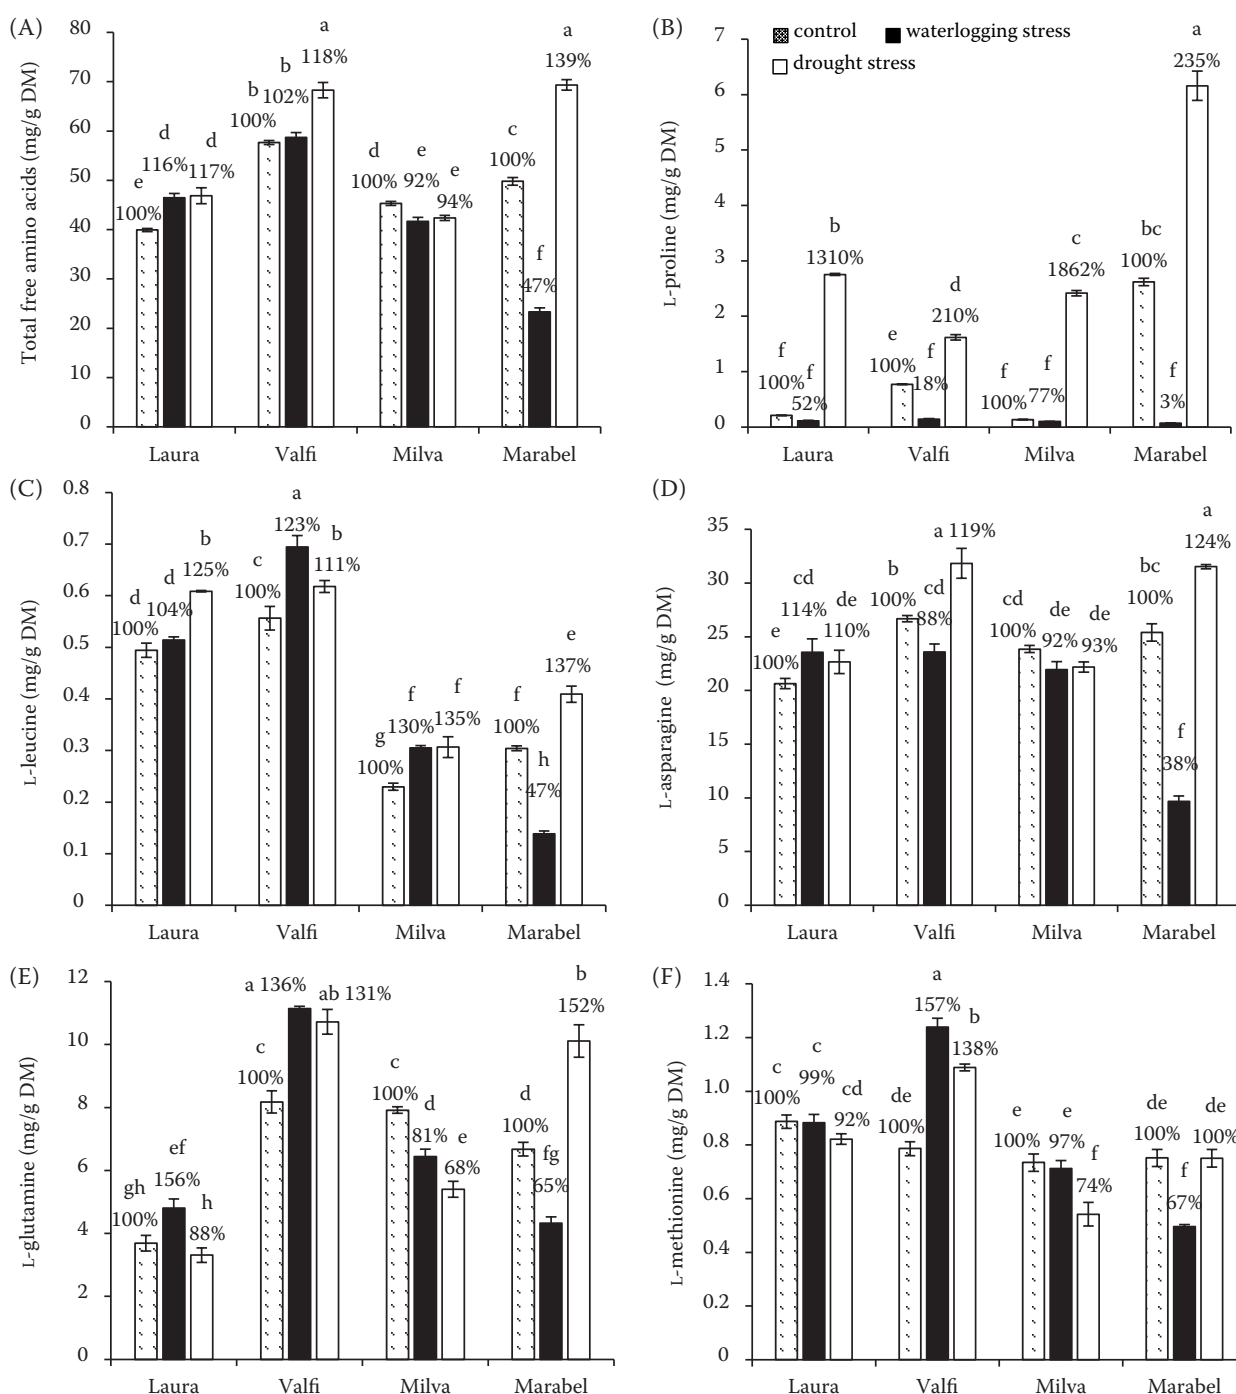 (A)
80
70
60
50
40
30
20
10
0
Total free amino acids (mg/g DM)
e
100%
d
116%
d
117%
b
100%
b
102%
a
118%
d
100%
e
92%
e
94%
c
100%
f
47%
a
139%
Laura Valfi Milva Marabel
(B)
control waterlogging stress
drought stress
7
6
5
4
3
2
1
0
L-proline (mg/g DM)
f
100%
f
52%
b
1310%
e
100%
f
18%
d
210%
f
100%
f
77%
c
1862%
bc
100%
f
3%
a
235%
Laura Valfi Milva Marabel
(C)
0.8
0.7
0.6
0.5
0.4
0.3
0.2
0.1
0
L-leucine (mg/g DM)
d
100%
d
104%
b
125%
c
100%
a
123%
b
111%
g
100%
f
130%
f
135%
f
100%
h
47%
e
137%
Laura Valfi Milva Marabel
(D)
35
30
25
20
15
10
5
0
L-asparagine (mg/g DM)
e
100%
cd
114%
de
110%
b
100%
cd
88%
a 119%
cd
100%
de
92%
de
93%
bc
100%
f
38%
a
124%
Laura Valfi Milva Marabel
(E)
12
10
8
6
4
2
0
L-glutamine (mg/g DM)
gh
100%
ef
156%
h
88%
c
100%
a 136%
ab 131%
c
100%
d
81%
e
68%
d
100%
fg
65%
b
152%
Laura Valfi Milva Marabel
(F)
1.4
1.2
1.0
0.8
0.6
0.4
0.2
0
L-methionine (mg/g DM)
c
100%
c
99%
cd
92%
de
100%
a
157%
b
138%
e
100%
e
97%
f
74%
de
100%
f
67%
de
100%
Laura Valfi Milva Marabel